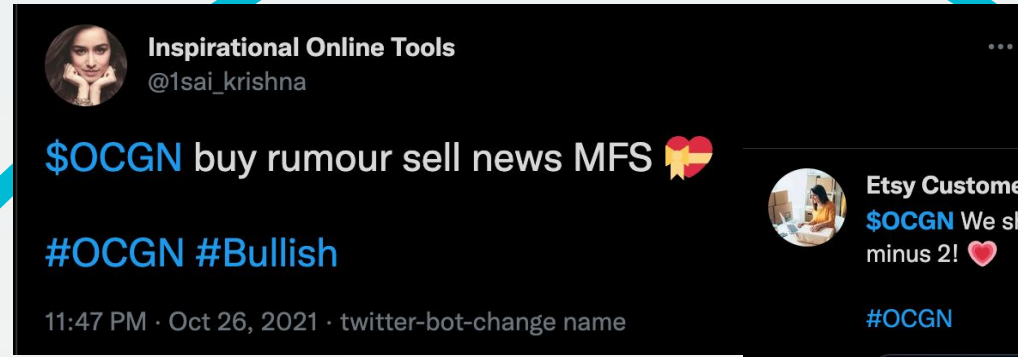 Inspirational Online Tools
@1sai_krishna
$OCGN buy rumour sell news MFS 💝
#OCGN #Bullish
11:47 PM · Oct 26, 2021 · twitter-bot-change name
Etsy Custome
$OCGN We sh
minus 2! 💗
#OCGN